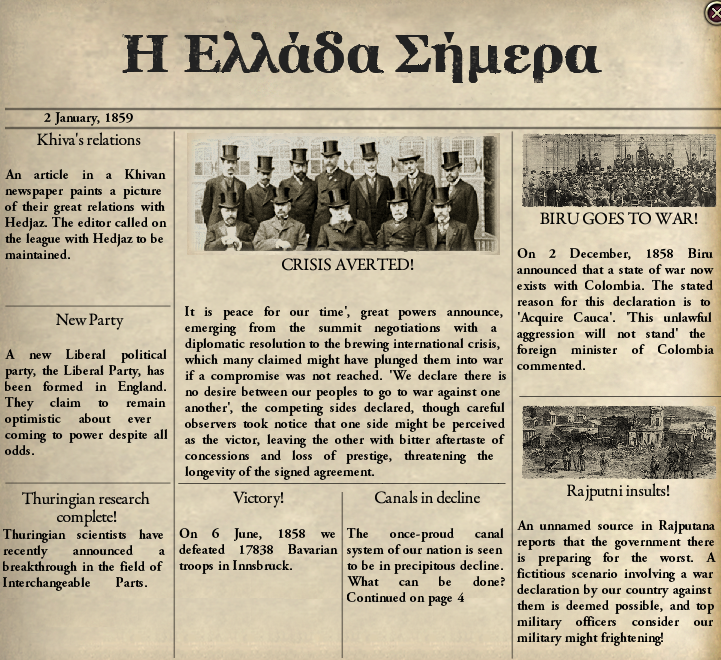 Η Ελλάδα Σήμερα
2 January, 1859
Khiva's relations
An article in a Khivan
newspaper paints a picture
of their great relations with
Hedjaz. The editor called on
the league with Hedjaz to be
maintained.
New Party
A new Liberal political
party, the Liberal Party, has
been formed in England.
They claim to remain
optimistic about ever
coming to power despite all
odds.
Thuringian research
complete!
Thuringian scientists have
recently announced a
breakthrough in the field of
Interchangeable Parts.
CRISIS AVERTED!
It is peace for our time', great powers announce,
emerging from the summit negotiations with a
diplomatic resolution to the brewing international crisis,
which many claimed might have plunged them into war
if a compromise was not reached. 'We declare there is
no desire between our peoples to go to war against one
another', the competing sides declared, though careful
observers took notice that one side might be perceived
as the victor, leaving the other with bitter aftertaste of
concessions and loss of prestige, threatening the
longevity of the signed agreement.
Victory!
On 6 June, 1858 we
defeated 17838 Bavarian
troops in Innsbruck.
Canals in decline
The once-proud canal
system of our nation is seen
to be in precipitous decline.
What can be done?
Continued on page 4
BIRU GOES TO WAR!
On 2 December, 1858 Biru
announced that a state of war now
exists with Colombia. The stated
reason for this declaration is to
'Acquire Cauca'. 'This unlawful
aggression will not stand' the
foreign minister of Colombia
commented.
Rajputni insults!
An unnamed source in Rajputana
reports that the government there
is preparing for the worst. A
fictitious scenario involving a war
declaration by our country against
them is deemed possible, and top
military officers consider our
military might frightening!